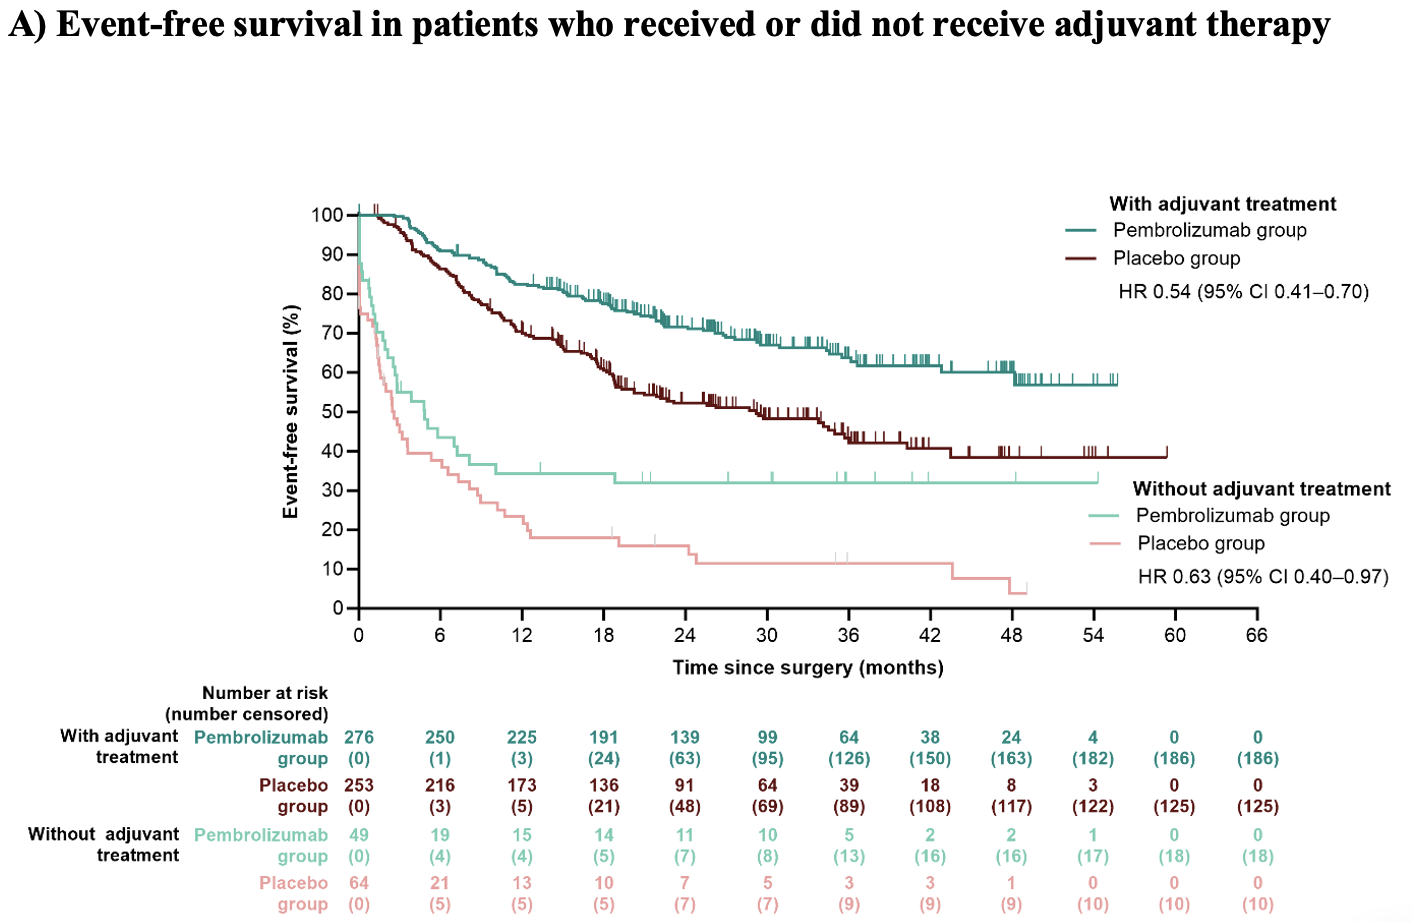 A) Event-free survival in patients who received or did not receive adjuvant therapy
With adjuvant treatment
Pembrolizumab group
Placebo group
HR 0.54 (95% CI 0.41–0.70)
Without adjuvant treatment
Pembrolizumab group
Placebo group
HR 0.63 (95% CI 0.40–0.97)
Event-free survival (%)
100
90
80
70
60
50
40
30
20
10
0
0 6 12 18 24 30 36 42 48 54 60 66
Time since surgery (months)
Number at risk
(number censored)
With adjuvant treatment
Pembrolizumab 276 250 225 191 139 99 64 38 24 4 0 0
group (0) (1) (3) (24) (63) (95) (126) (150) (163) (182) (186) (186)
Placebo 253 216 173 136 91 64 39 18 8 3 0 0
group (0) (3) (5) (21) (48) (69) (89) (108) (117) (122) (125) (125)
Without adjuvant treatment
Pembrolizumab 49 19 15 14 11 10 5 2 2 1 0 0
group (0) (4) (4) (5) (7) (8) (13) (16) (16) (17) (18) (18)
Placebo 64 21 13 10 7 5 3 3 1 0 0 0
group (0) (5) (5) (5) (7) (7) (9) (9) (9) (10) (10) (10)